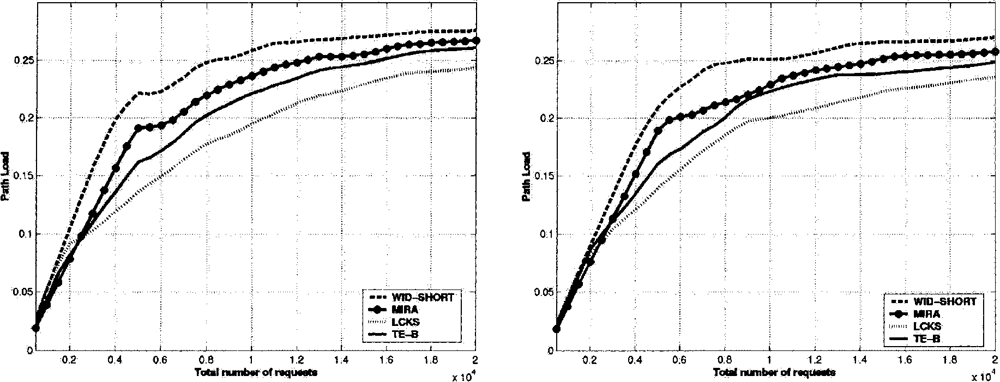 0.25
0.2
0.15
0.1
0.05
0
Path Load
0.2 0.4 0.6 0.8 1 1.2 1.4 1.6 1.8 2
Total number of requests
x 10^4
WID-SHORT
MIRA
LCKS
TE-B
0.25
0.2
0.15
0.1
0.05
0
Path Load
0.2 0.4 0.6 0.8 1 1.2 1.4 1.6 1.8 2
Total number of requests
x 10^4
WID-SHORT
MIRA
LCKS
TE-B